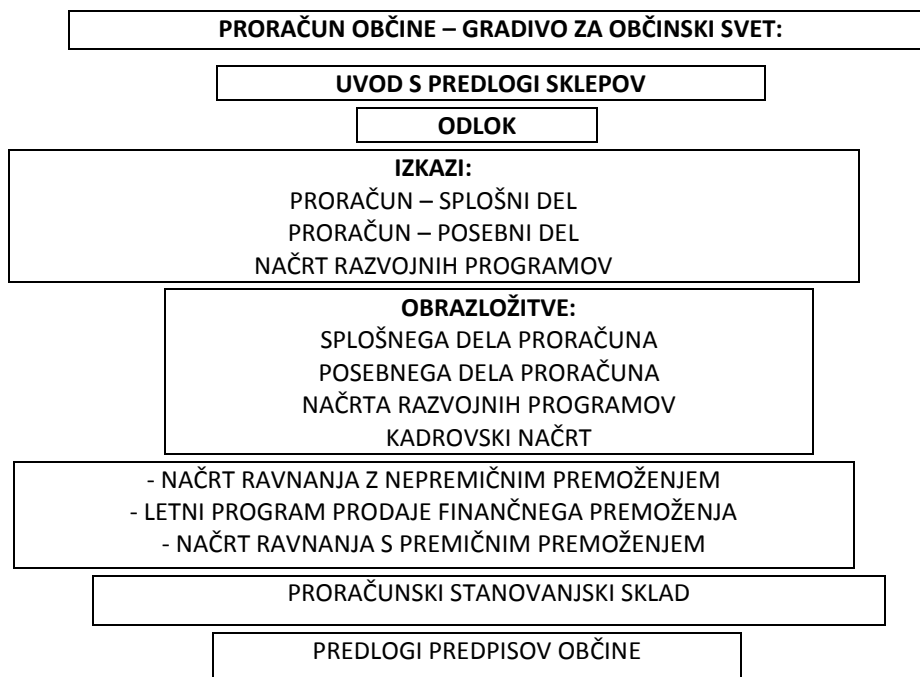 PRORAČUN OBČINE – GRADIVO ZA OBČINSKI SVET:
UVOD S PREDLOGI SKLEPOV
ODLOK
IZKAZI:
PRORAČUN – SPLOŠNI DEL
PRORAČUN – POSEBNI DEL
NAČRT RAZVOJNIH PROGRAMOV
OBRAZLOŽITVE:
SPLOŠNEGA DELA PRORAČUNA
POSEBNEGA DELA PRORAČUNA
NAČRTA RAZVOJNIH PROGRAMOV
KADROVSKI NAČRT
- NAČRT RAVNANJA Z NEPREMIČNIM PREMOŽENJEM
- LETNI PROGRAM PRODAJE FINANČNEGA PREMOŽENJA
- NAČRT RAVNANJA S PREMIČNIM PREMOŽENJEM
PRORAČUNSKI STANOVANJSKI SKLAD
PREDLOGI PREDPISOV OBČINE